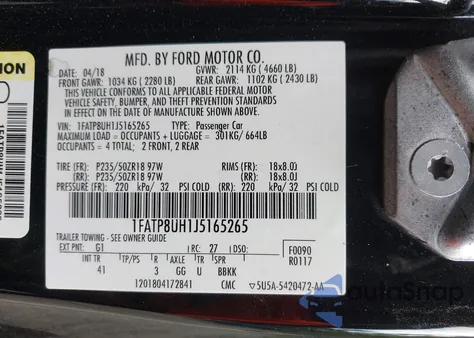 MFD. BY FORD MOTOR CO.
DATE: 04/18 GVWR: 2114 KG ( 4660 LB)
FRONT GAWR: 1034 KG ( 2280 LB) REAR GAWR: 1102 KG ( 2430 LB)
THIS VEHICLE CONFORMS TO ALL APPLICABLE FEDERAL MOTOR
VEHICLE SAFETY, BUMPER, AND THEFT PREVENTION STANDARDS
IN EFFECT ON THE DATE OF MANUFACTURE SHOWN ABOVE.
VIN: 1FATP8UH1J5165265 TYPE: Passenger Car
MAXIMUM LOAD = OCCUPANTS + LUGGAGE = 301KG / 664LB
OCCUPANTS = 4 TOTAL; 2 FRONT, 2 REAR
TIRE (FR): P235/50ZR18 97W RIMS (FR): 18x8.0J
(RR): P235/50ZR18 97W (RR): 18x8.0J
PRESSURE (FR): 220 kPa/ 32 PSI COLD (RR): 220 kPa/ 32 PSI COLD
1FATP8UH1J5165265
TRAILER TOWING - SEE OWNER GUIDE
EXT PNT: G1 RC: 27 DSO: F0090
INT TR TP/PS R AXLE TR SPR R0117
41 3 GG U BBKK
1201804172841 CMC 5U5A-5420472-AA
AutoSnap